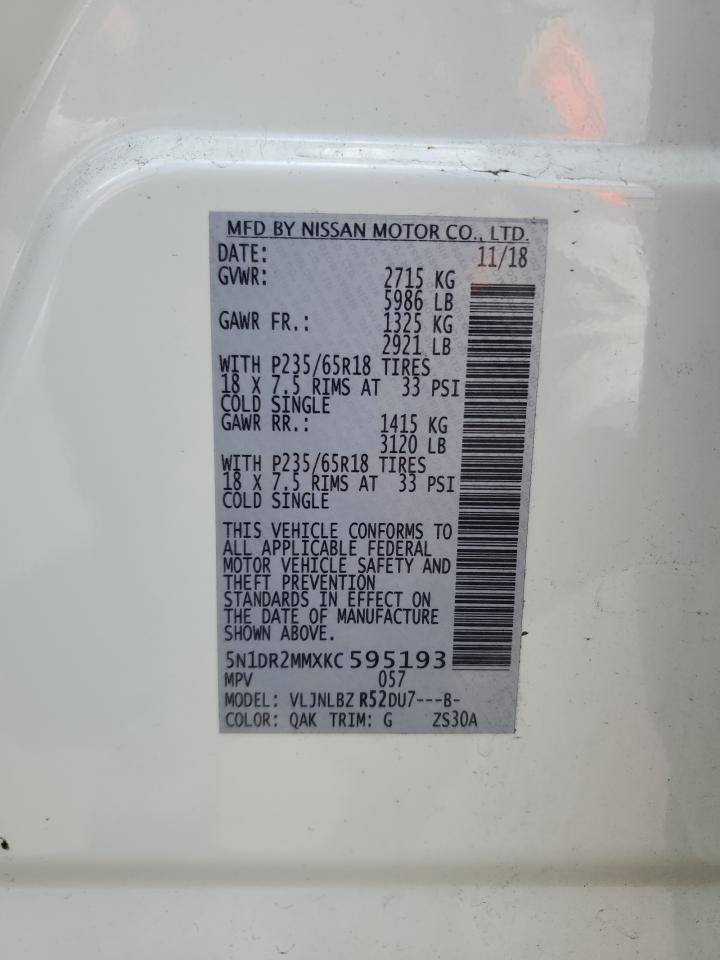 MFD BY NISSAN MOTOR CO., LTD.
DATE: 11/18
GVWR: 2715 KG
5986 LB
GAWR FR.: 1325 KG
2921 LB
WITH P235/65R18 TIRES
18 X 7.5 RIMS AT 33 PSI
COLD SINGLE
GAWR RR.: 1415 KG
3120 LB
WITH P235/65R18 TIRES
18 X 7.5 RIMS AT 33 PSI
COLD SINGLE
THIS VEHICLE CONFORMS TO
ALL APPLICABLE FEDERAL
MOTOR VEHICLE SAFETY AND
THEFT PREVENTION
STANDARDS IN EFFECT ON
THE DATE OF MANUFACTURE
SHOWN ABOVE.
5N1DR2MMXKC 595193
MPV 057
MODEL: VLJNLBZ R52DU7---B-
COLOR: QAK TRIM: G ZS30A